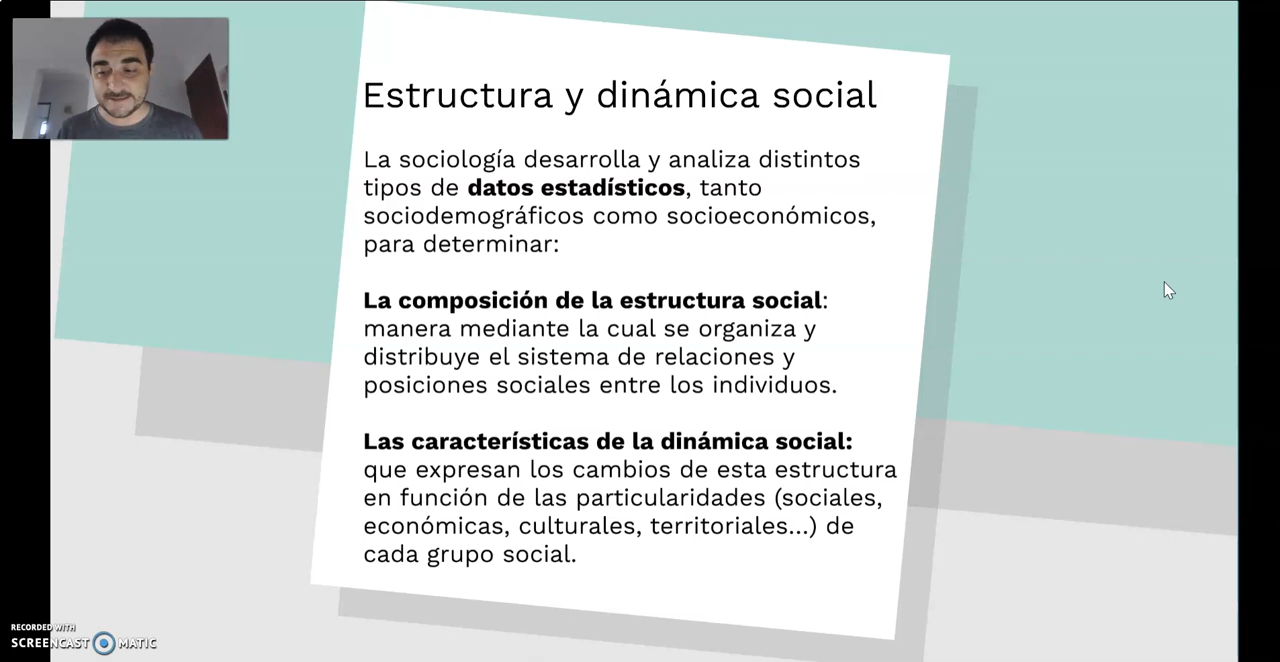 Estructura y dinámica social
La sociología desarrolla y analiza distintos
tipos de datos estadísticos, tanto
sociodemográficos como socioeconómicos,
para determinar:
La composición de la estructura social:
manera mediante la cual se organiza y
distribuye el sistema de relaciones y
posiciones sociales entre los individuos.
Las características de la dinámica social:
que expresan los cambios de esta estructura
en función de las particularidades (sociales,
económicas, culturales, territoriales...) de
cada grupo social.
RECORDED WITH
SCREENCAST MATIC